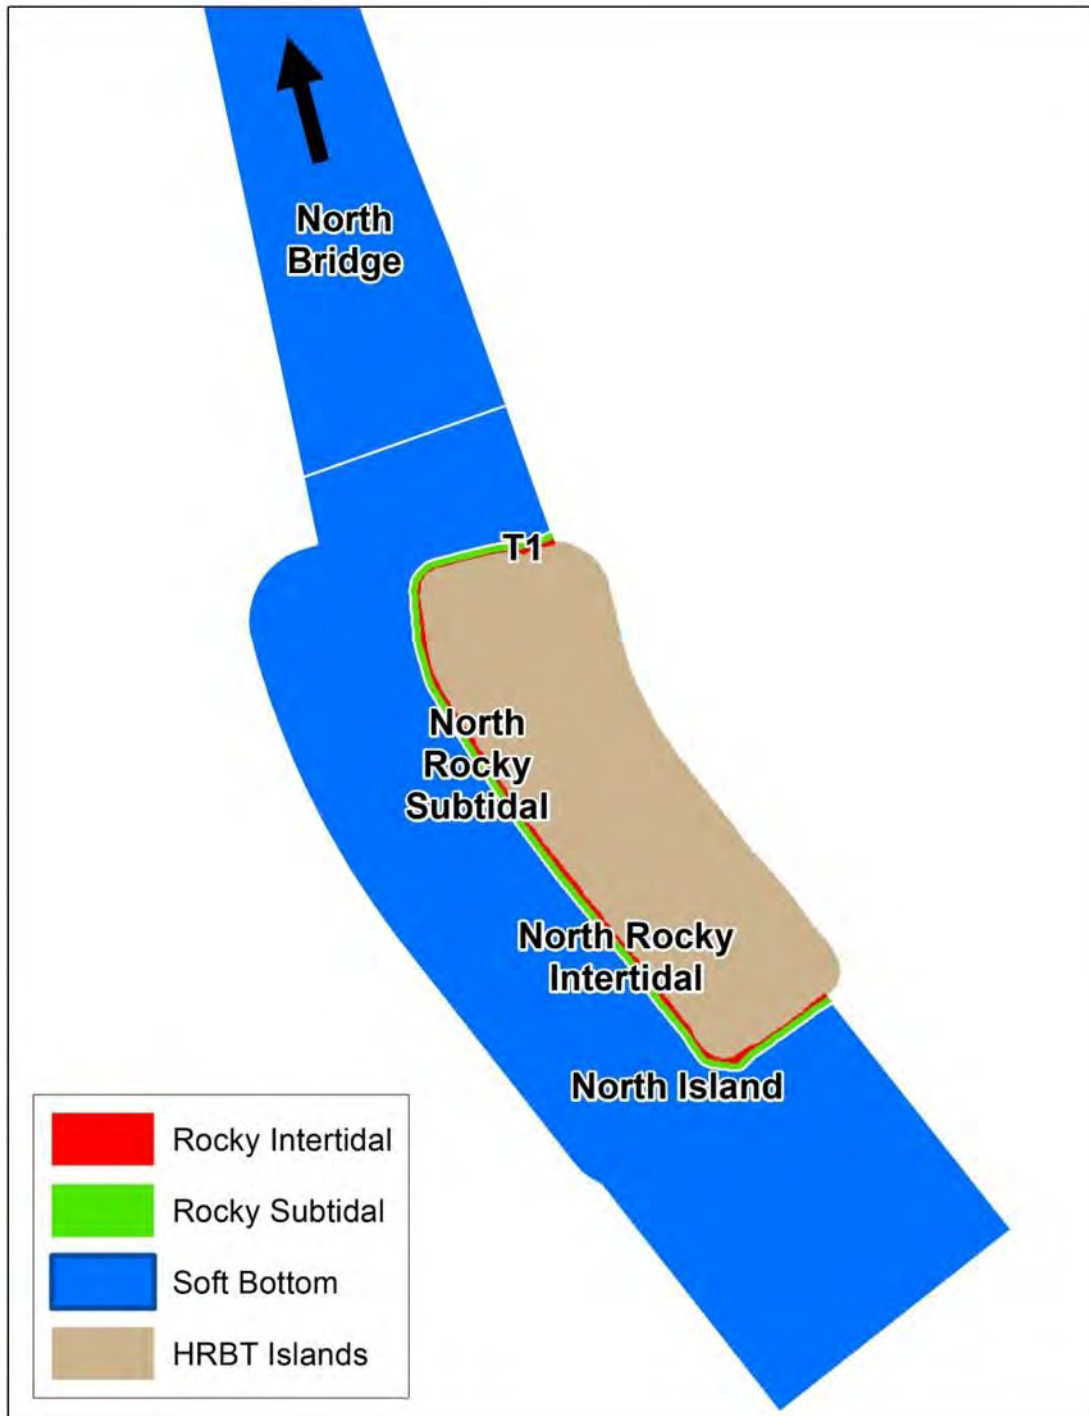 North
Bridge
T1
North
Rocky
Subtidal
North Rocky
Intertidal
North Island
Rocky Intertidal
Rocky Subtidal
Soft Bottom
HRBT Islands